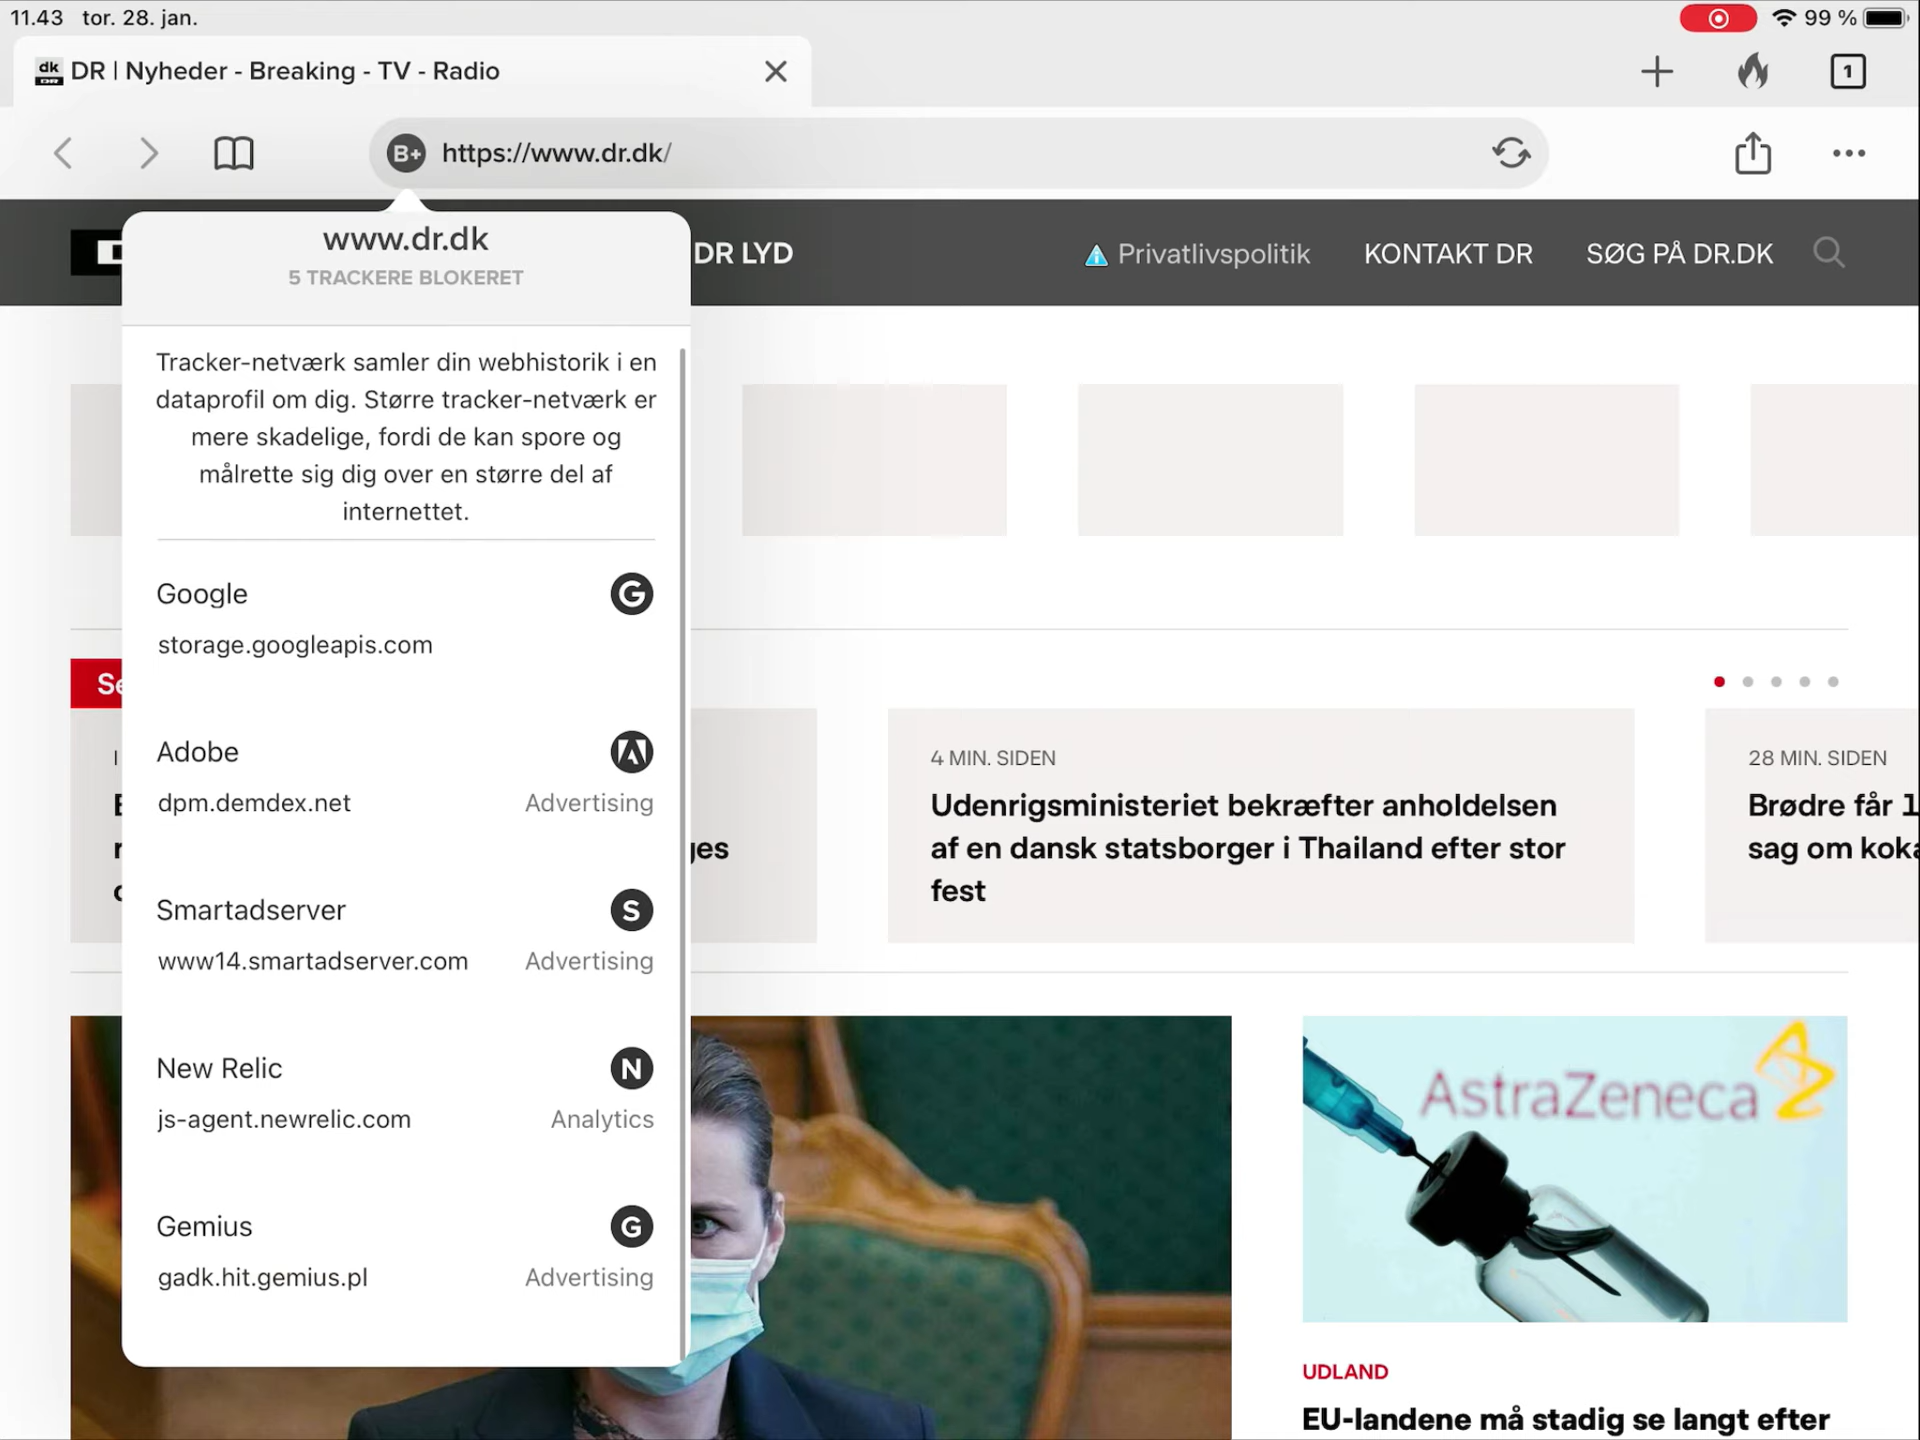 11.43 tor. 28. jan.
99 %
dk
DR
DR | Nyheder - Breaking - TV - Radio
1
B+
https://www.dr.dk/
DR LYD
Privatlivspolitik
KONTAKT DR
SØG PÅ DR.DK
www.dr.dk
5 TRACKERE BLOKERET
Tracker-netværk samler din webhistorik i en
dataprofil om dig. Større tracker-netværk er
mere skadelige, fordi de kan spore og
målrette sig dig over en større del af
internettet.
Google
G
storage.googleapis.com
Adobe
dpm.demdex.net
Advertising
Smartadserver
S
www14.smartadserver.com
Advertising
New Relic
N
js-agent.newrelic.com
Analytics
Gemius
G
gadk.hit.gemius.pl
Advertising
4 MIN. SIDEN
Udenrigsministeriet bekræfter anholdelsen
af en dansk statsborger i Thailand efter stor
fest
28 MIN. SIDEN
Brødre får
sag om
AstraZeneca
UDLAND
EU-landene må stadig se langt efter